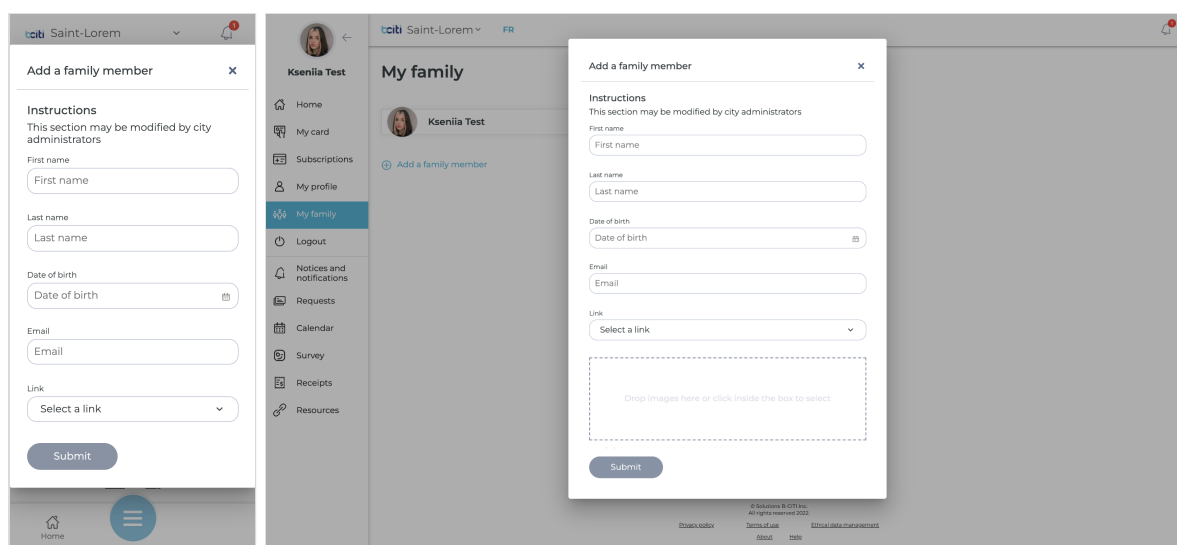 b:citi Saint-Lorem
1
Add a family member
Instructions
This section may be modified by city
administrators
First name
First name
Last name
Last name
Date of birth
Date of birth
Email
Email
Link
Select a link
Submit
Home
b:citi Saint-Lorem FR
1
Kseniia Test
Home
My card
Subscriptions
My profile
My family
Logout
Notices and
notifications
Requests
Calendar
Survey
Receipts
Resources
My family
Kseniia Test
Add a family member
Add a family member
Instructions
This section may be modified by city administrators
First name
First name
Last name
Last name
Date of birth
Date of birth
Email
Email
Link
Select a link
Drop images here or click inside the box to select
Submit
© Solutions B-CITI Inc.
All rights reserved 2022.
Privacy policy Terms of use Ethical data management
About Help